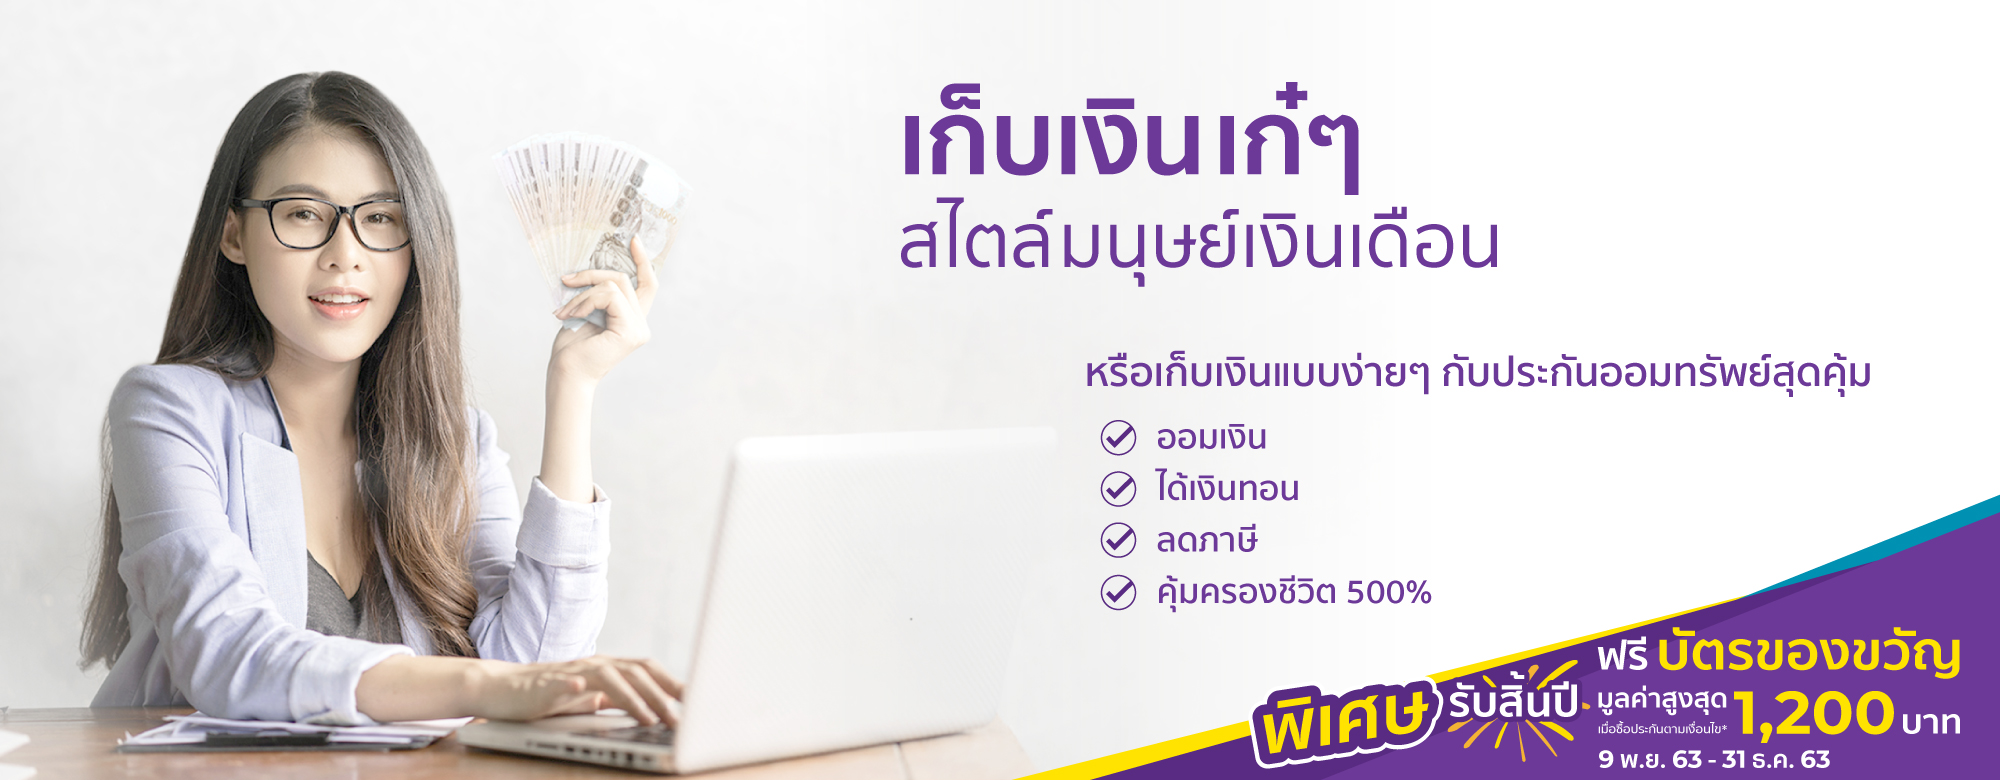 เก็บเงินเก๋ๆ
สไตล์มนุษย์เงินเดือน
หรือเก็บเงินแบบง่ายๆ กับประกันออมทรัพย์สุดคุ้ม
ออมเงิน
ได้เงินทอน
ลดภาษี
คุ้มครองชีวิต 500%
พิเศษ รับสิ้นปี
ฟรี บัตรของขวัญ
มูลค่าสูงสุด 1,200 บาท
เมื่อซื้อประกันตามเงื่อนไข*
9 พ.ย. 63 - 31 ธ.ค. 63